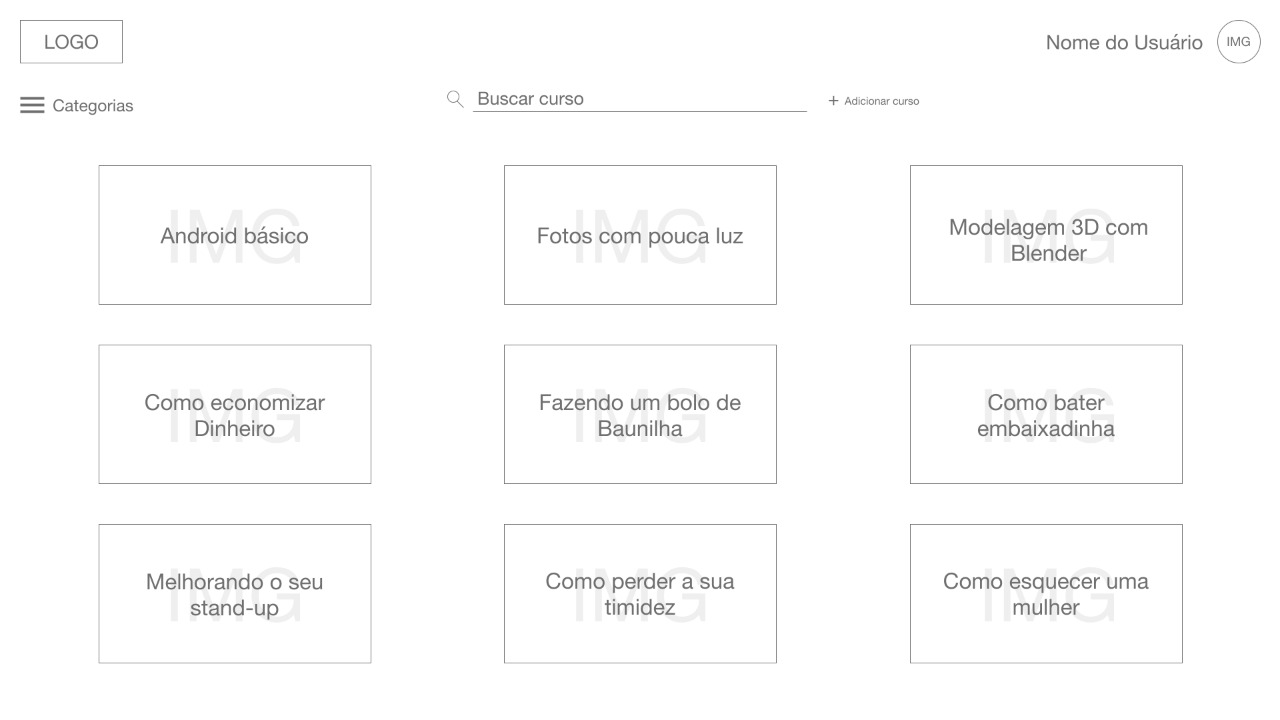 LOGO
Nome do Usuário
IMG
Categorias
Buscar curso
+ Adicionar curso
IMG
Android básico
IMG
Fotos com pouca luz
IMG
Modelagem 3D com
Blender
IMG
Como economizar
Dinheiro
IMG
Fazendo um bolo de
Baunilha
IMG
Como bater
embaixadinha
IMG
Melhorando o seu
stand-up
IMG
Como perder a sua
timidez
IMG
Como esquecer uma
mulher